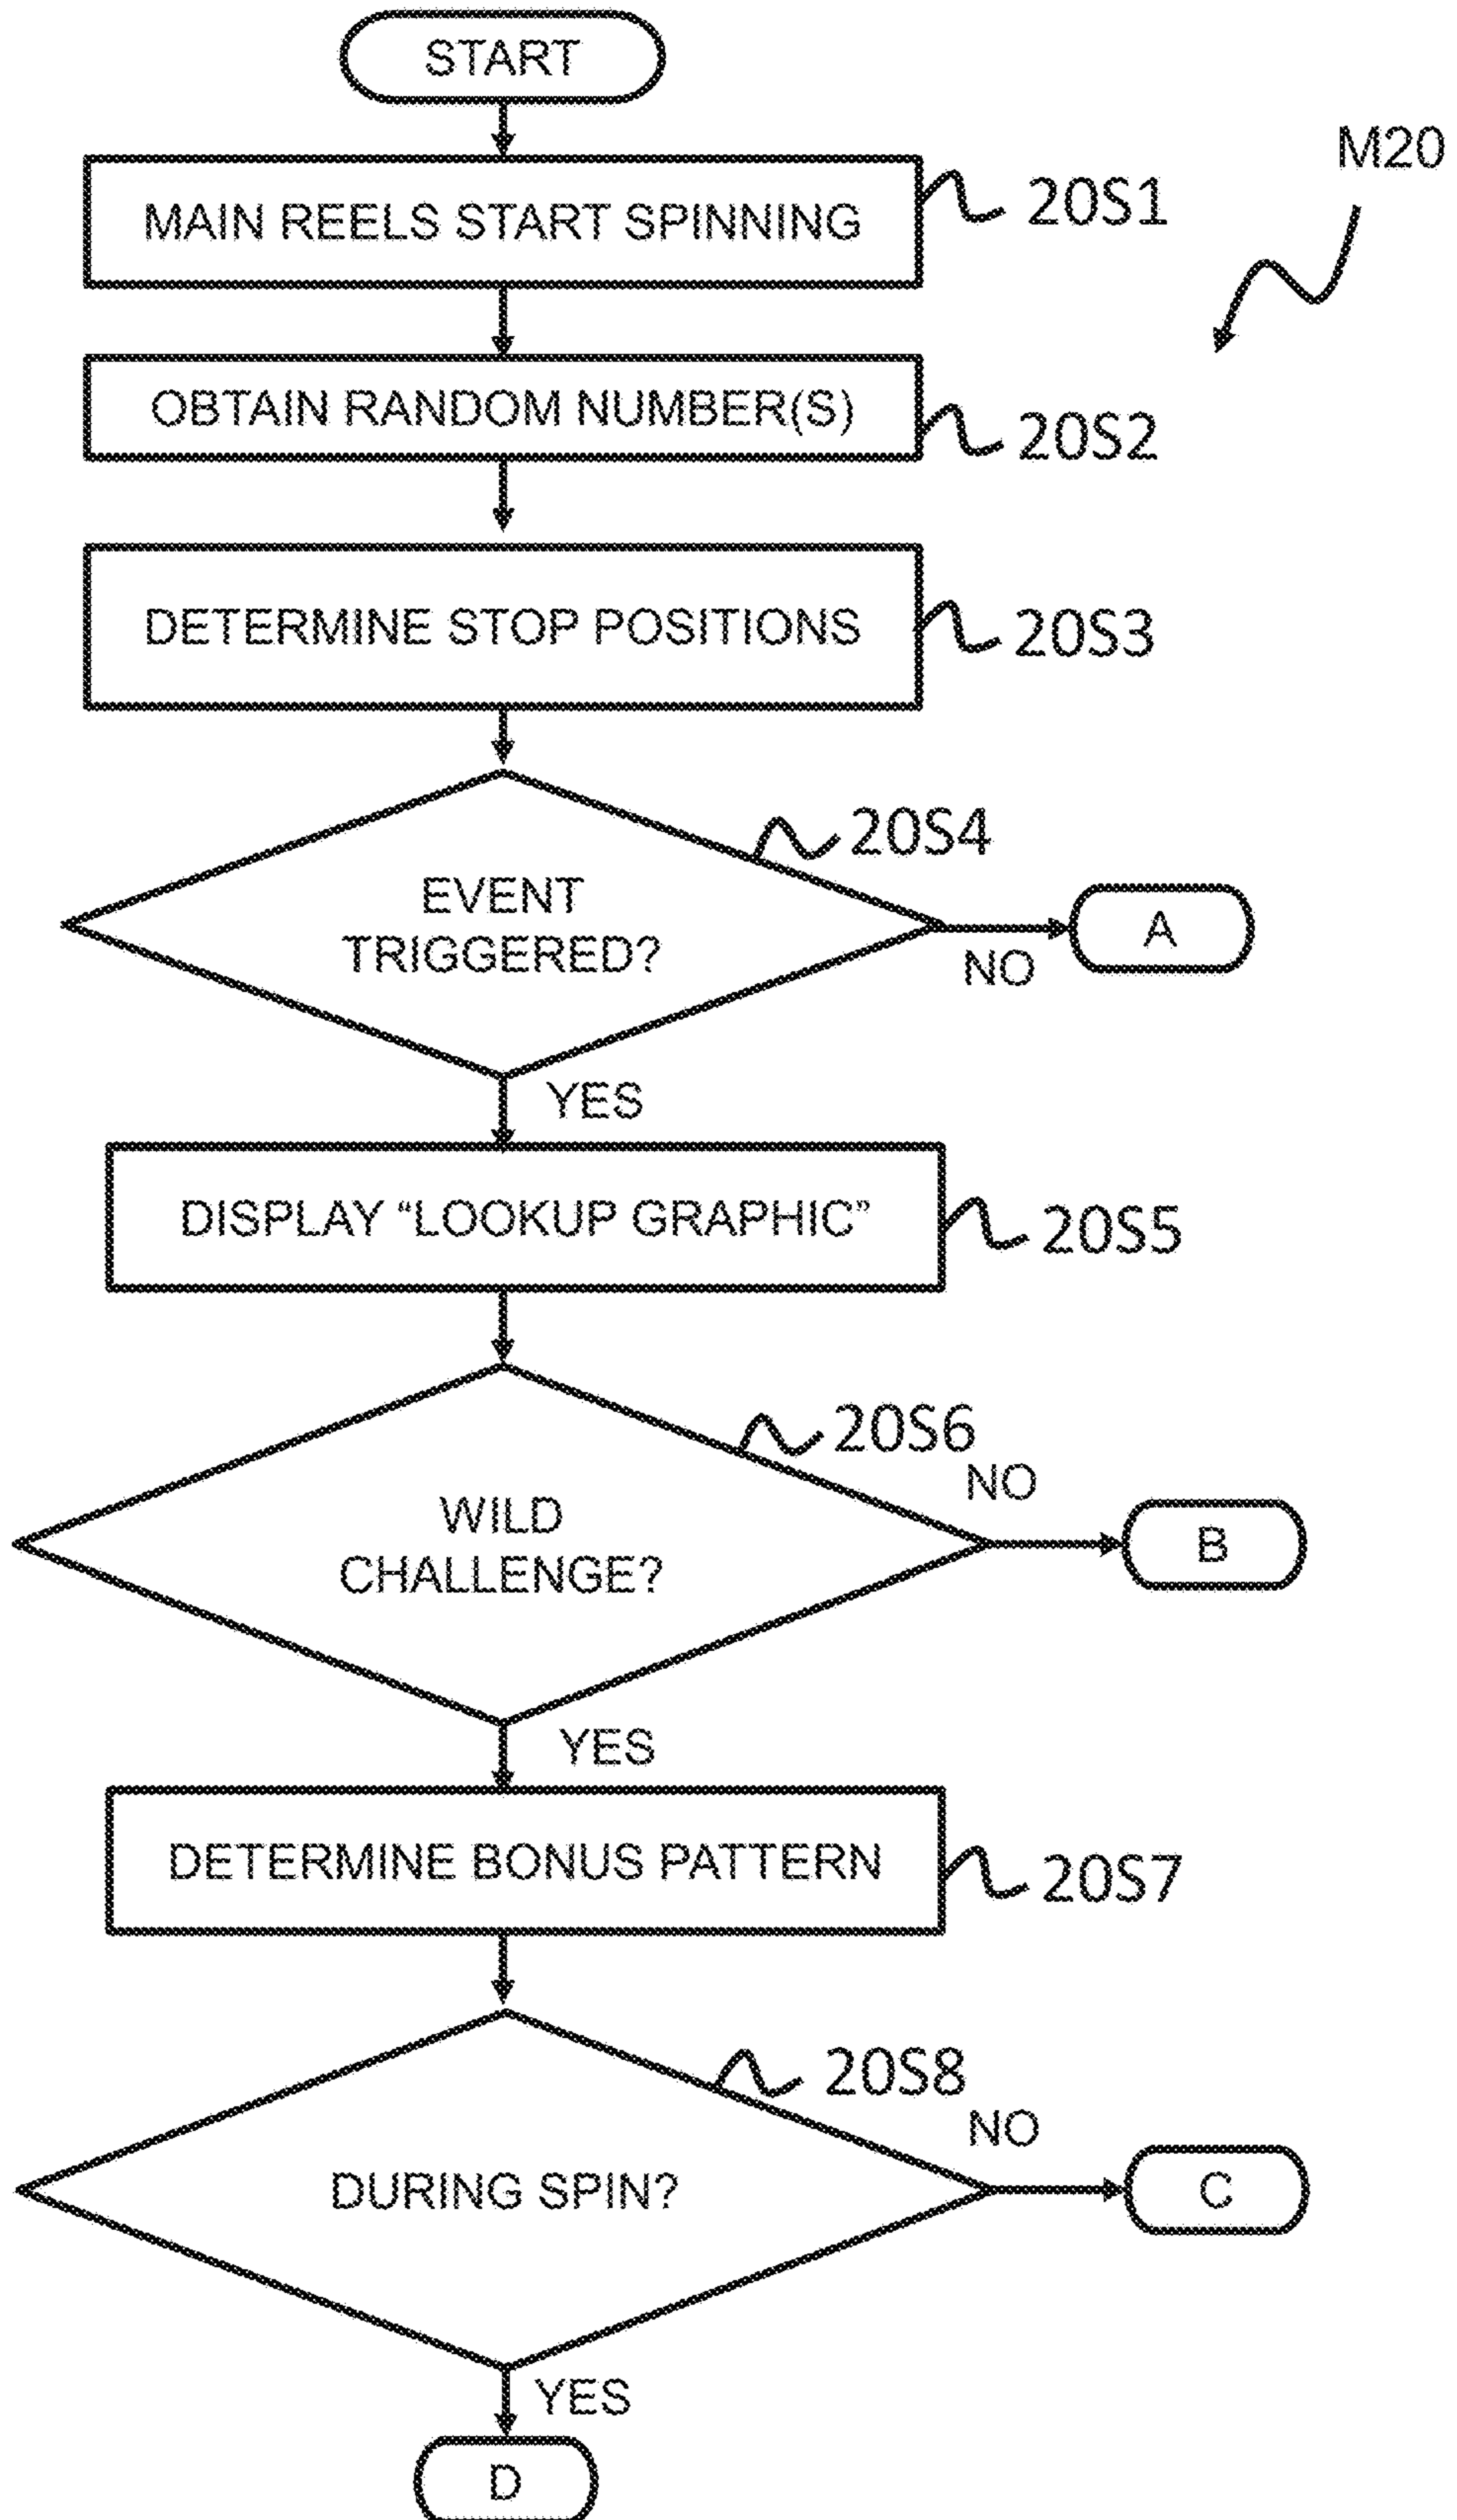 START
M20
MAIN REELS START SPINNING
20S1
OBTAIN RANDOM NUMBER(S)
20S2
DETERMINE STOP POSITIONS
20S3
20S4
EVENT
TRIGGERED?
A
NO
YES
DISPLAY “LOOKUP GRAPHIC”
20S5
20S6
NO
WILD
CHALLENGE?
B
YES
DETERMINE BONUS PATTERN
20S7
20S8
NO
DURING SPIN?
C
YES
D